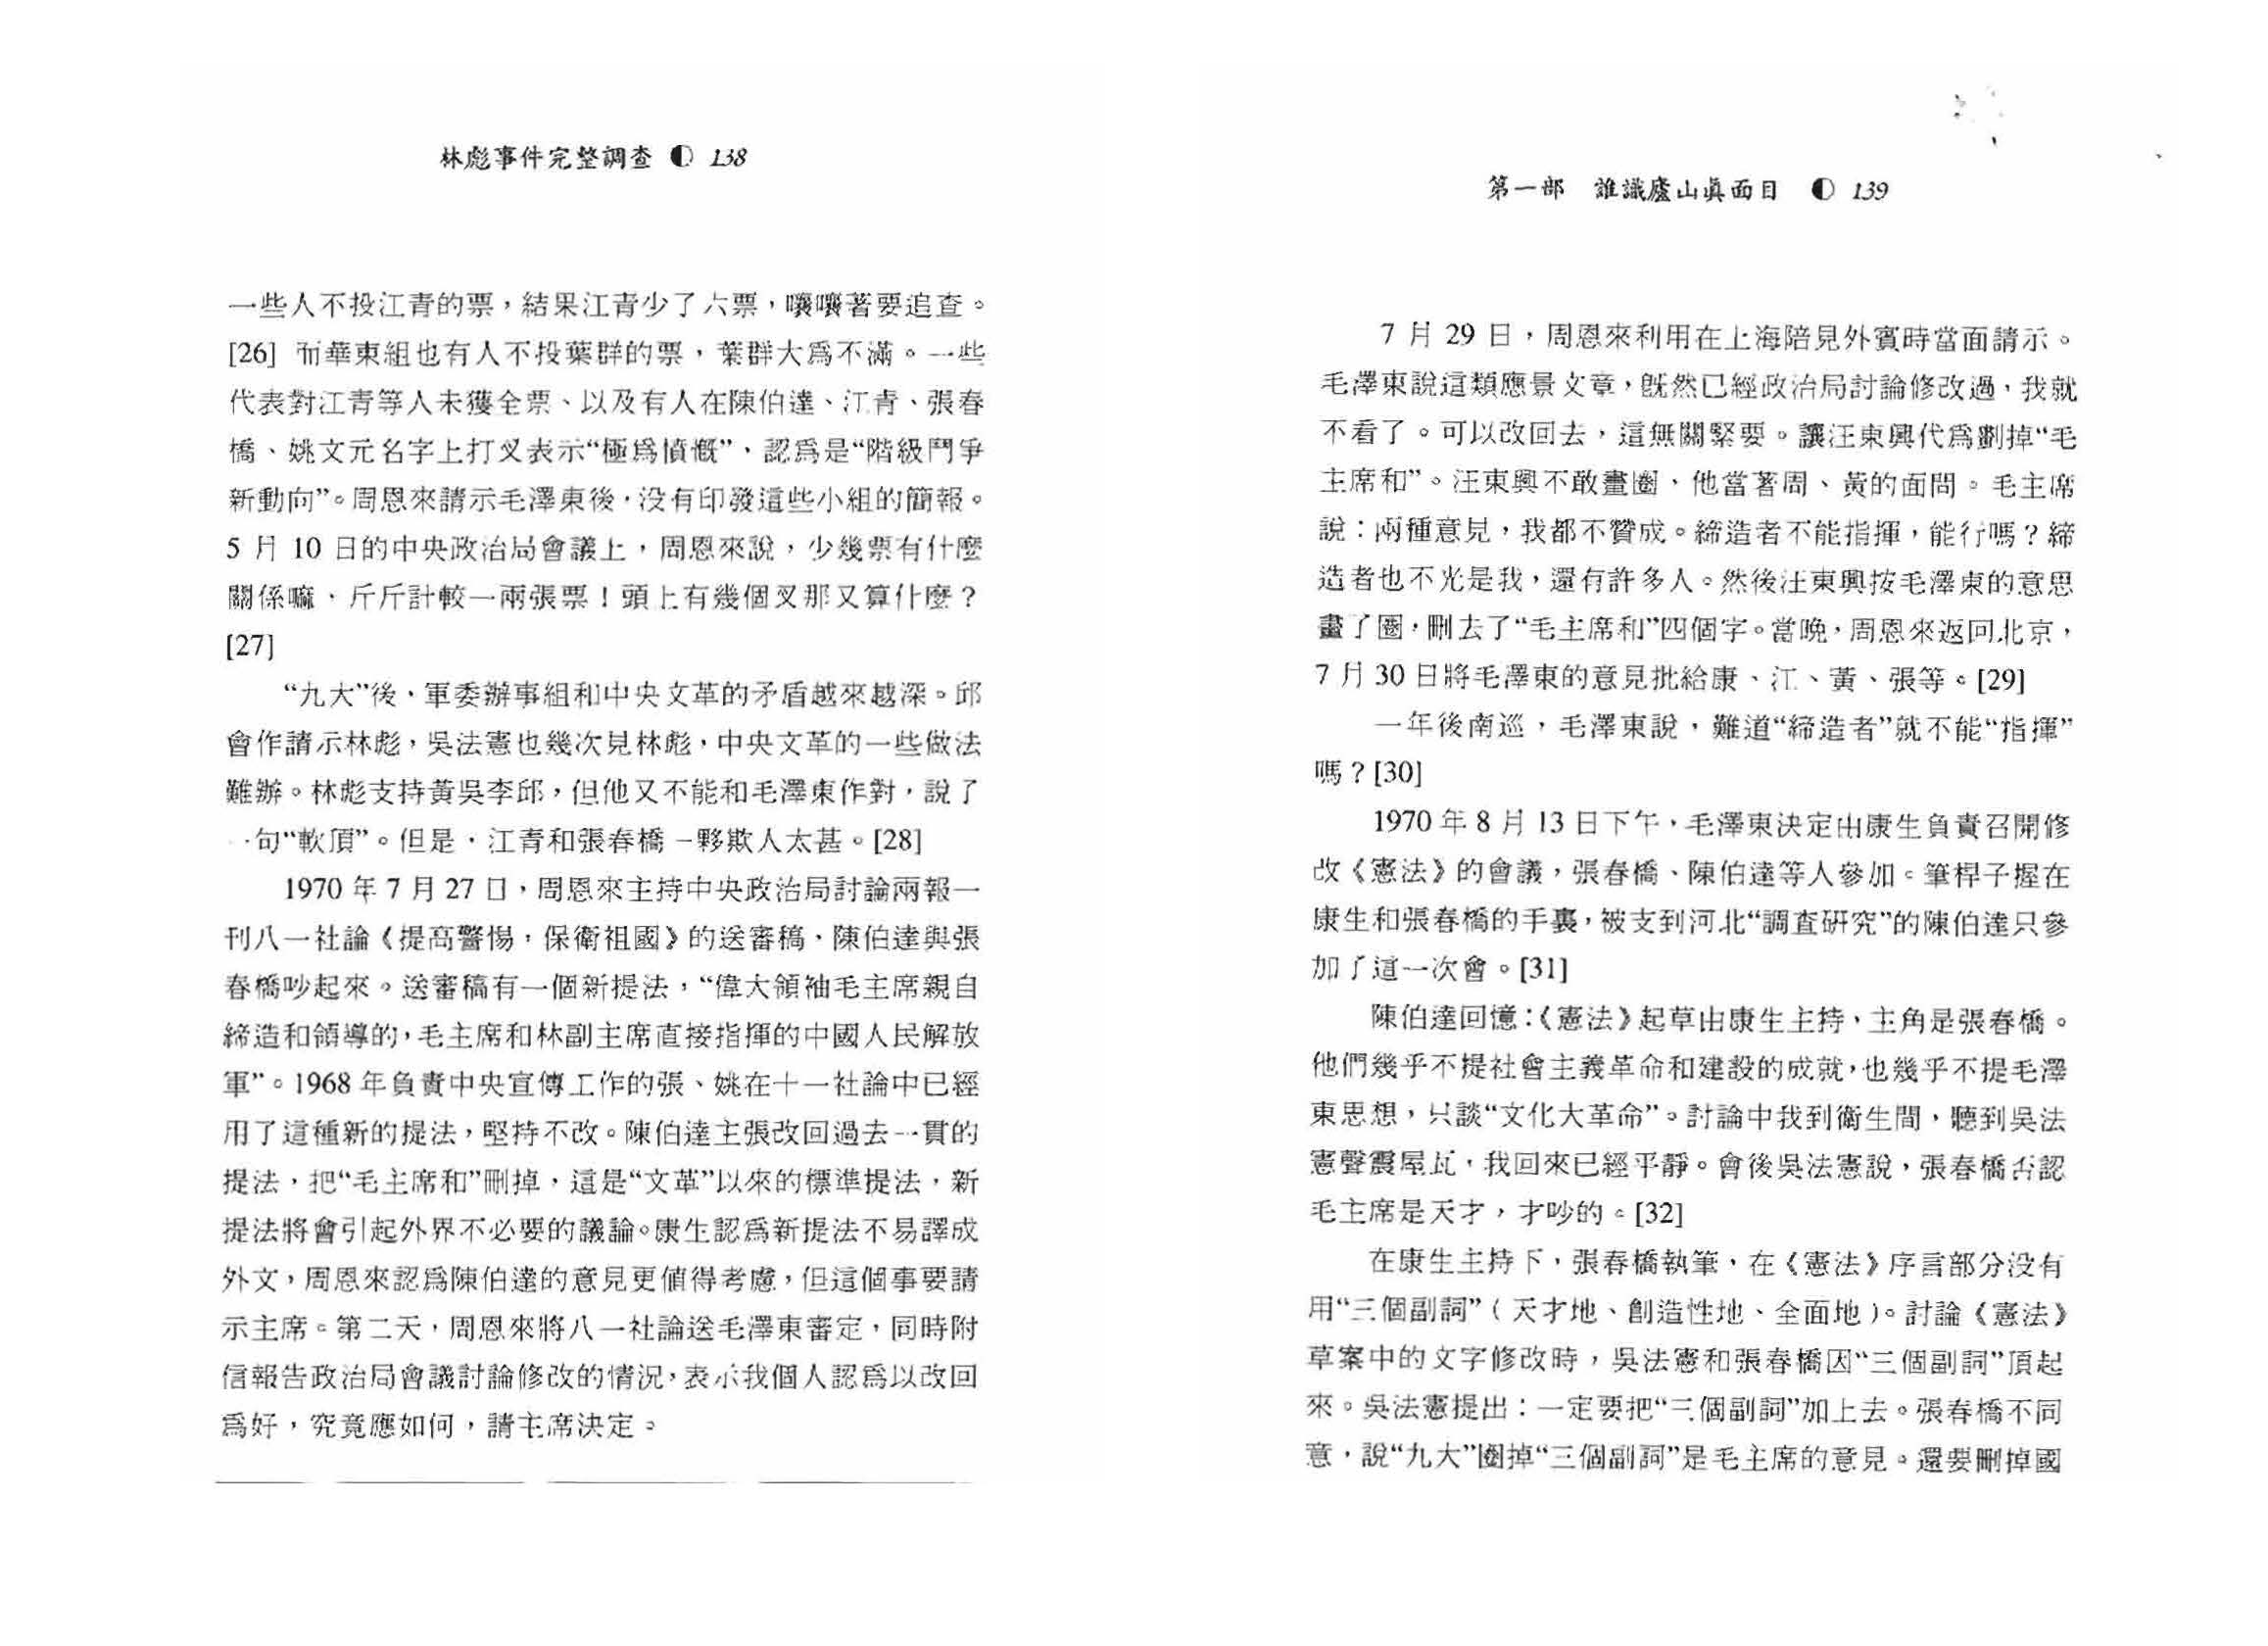 林彪事件完整調查 ◐ 138
一些人不投江青的票，結果江青少了六票，嚷嚷著要追查。
[26] 而華東組也有人不投葉群的票，葉群大爲不滿。一些
代表對江青等人未獲全票、以及有人在陳伯達、江青、張春
橋、姚文元名字上打叉表示“極爲憤慨”，認爲是“階級鬥爭
新動向”。周恩來請示毛澤東後，没有印發這些小組的簡報。
5 月 10 日的中央政治局會議上，周恩來說，少幾票有什麼
關係嘛，斤斤計較一兩張票！頭上有幾個叉那又算什麼？
[27]
“九大”後，軍委辦事組和中央文革的矛盾越來越深。邱
會作請示林彪，吳法憲也幾次見林彪，中央文革的一些做法
難辦。林彪支持黃吳李邱，但他又不能和毛澤東作對，說了
一句“軟頂”。但是，江青和張春橋一夥欺人太甚。[28]
1970 年 7 月 27 日，周恩來主持中央政治局討論兩報一
刊八一社論《提高警惕，保衛祖國》的送審稿，陳伯達與張
春橋吵起來。送審稿有一個新提法，“偉大領袖毛主席親自
締造和領導的，毛主席和林副主席直接指揮的中國人民解放
軍”。1968 年負責中央宣傳工作的張、姚在十一社論中已經
用了這種新的提法，堅持不改。陳伯達主張改回過去一貫的
提法，把“毛主席和”刪掉，這是“文革”以來的標準提法，新
提法將會引起外界不必要的議論。康生認爲新提法不易譯成
外文，周恩來認爲陳伯達的意見更值得考慮，但這個事要請
示主席。第二天，周恩來將八一社論送毛澤東審定，同時附
信報告政治局會議討論修改的情況，表示我個人認爲以改回
爲好，究竟應如何，請主席決定。
第一部　誰識廬山眞面目 ◐ 139
7 月 29 日，周恩來利用在上海陪見外賓時當面請示。
毛澤東說這類應景文章，既然已經政治局討論修改過，我就
不看了。可以改回去，這無關緊要。讓汪東興代爲劃掉“毛
主席和”。汪東興不敢畫圈，他當著周、黃的面問。毛主席
說：兩種意見，我都不贊成。締造者不能指揮，能行嗎？締
造者也不光是我，還有許多人。然後汪東興按毛澤東的意思
畫了圈，刪去了“毛主席和”四個字。當晚，周恩來返回北京，
7 月 30 日將毛澤東的意見批給康、江、黃、張等。[29]
一年後南巡，毛澤東說，難道“締造者”就不能“指揮”
嗎？[30]
1970 年 8 月 13 日下午，毛澤東決定由康生負責召開修
改《憲法》的會議，張春橋、陳伯達等人參加。筆桿子握在
康生和張春橋的手裏，被支到河北“調査研究”的陳伯達只參
加了這一次會。[31]
陳伯達回憶：《憲法》起草由康生主持，主角是張春橋。
他們幾乎不提社會主義革命和建設的成就，也幾乎不提毛澤
東思想，只談“文化大革命”。討論中我到衛生間，聽到吳法
憲聲震屋瓦，我回來已經平靜。會後吳法憲說，張春橋否認
毛主席是天才，才吵的。[32]
在康生主持下，張春橋執筆，在《憲法》序言部分没有
用“三個副詞”（天才地、創造性地、全面地）。討論《憲法》
草案中的文字修改時，吳法憲和張春橋因“三個副詞”頂起
來。吳法憲提出：一定要把“三個副詞”加上去。張春橋不同
意，說“九大”圈掉“三個副詞”是毛主席的意見。還要刪掉國